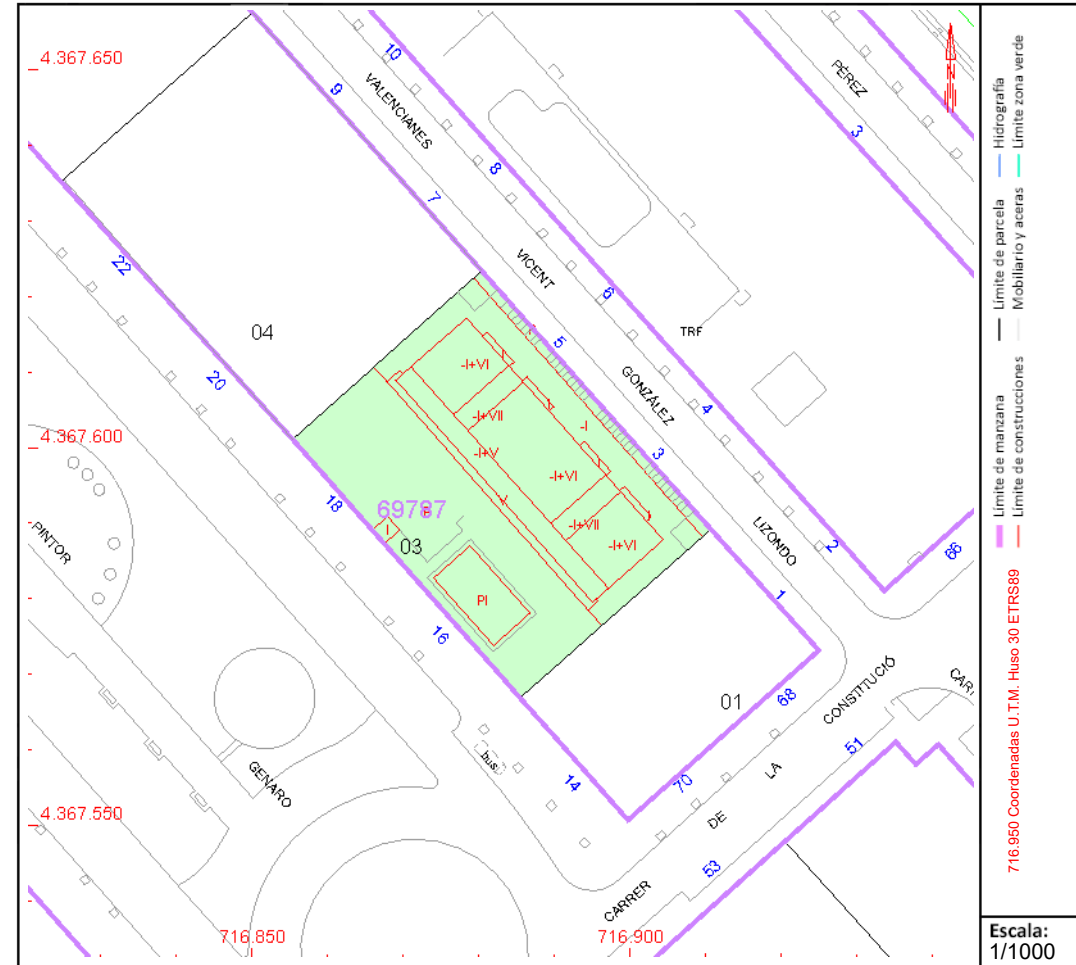 4.367.650
10
VALENCIANES
9
PÉREZ
3
N
8
7
VICENT
22
6
04
TRF
5
20
-I+VI
GONZÁLEZ
4
-I+VII
-I
4.367.600
-I+V
3
-I+VI
18
69787
-I+VII
LIZONDO
PINTOR
I
P
03
-I+VI
2
66
PI
1
16
CONSTITUCIÓ
01
68
CAR
51
bus
GENARO
14
LA
70
4.367.550
DE
53
CARRER
716.850
716.900
Hidrografia
Límite zona verde
Límite de parcela
Mobiliario y aceras
Límite de manzana
Límite de construcciones
716.950 Coordenadas U.T.M. Huso 30 ETRS89
Escala:
1/1000